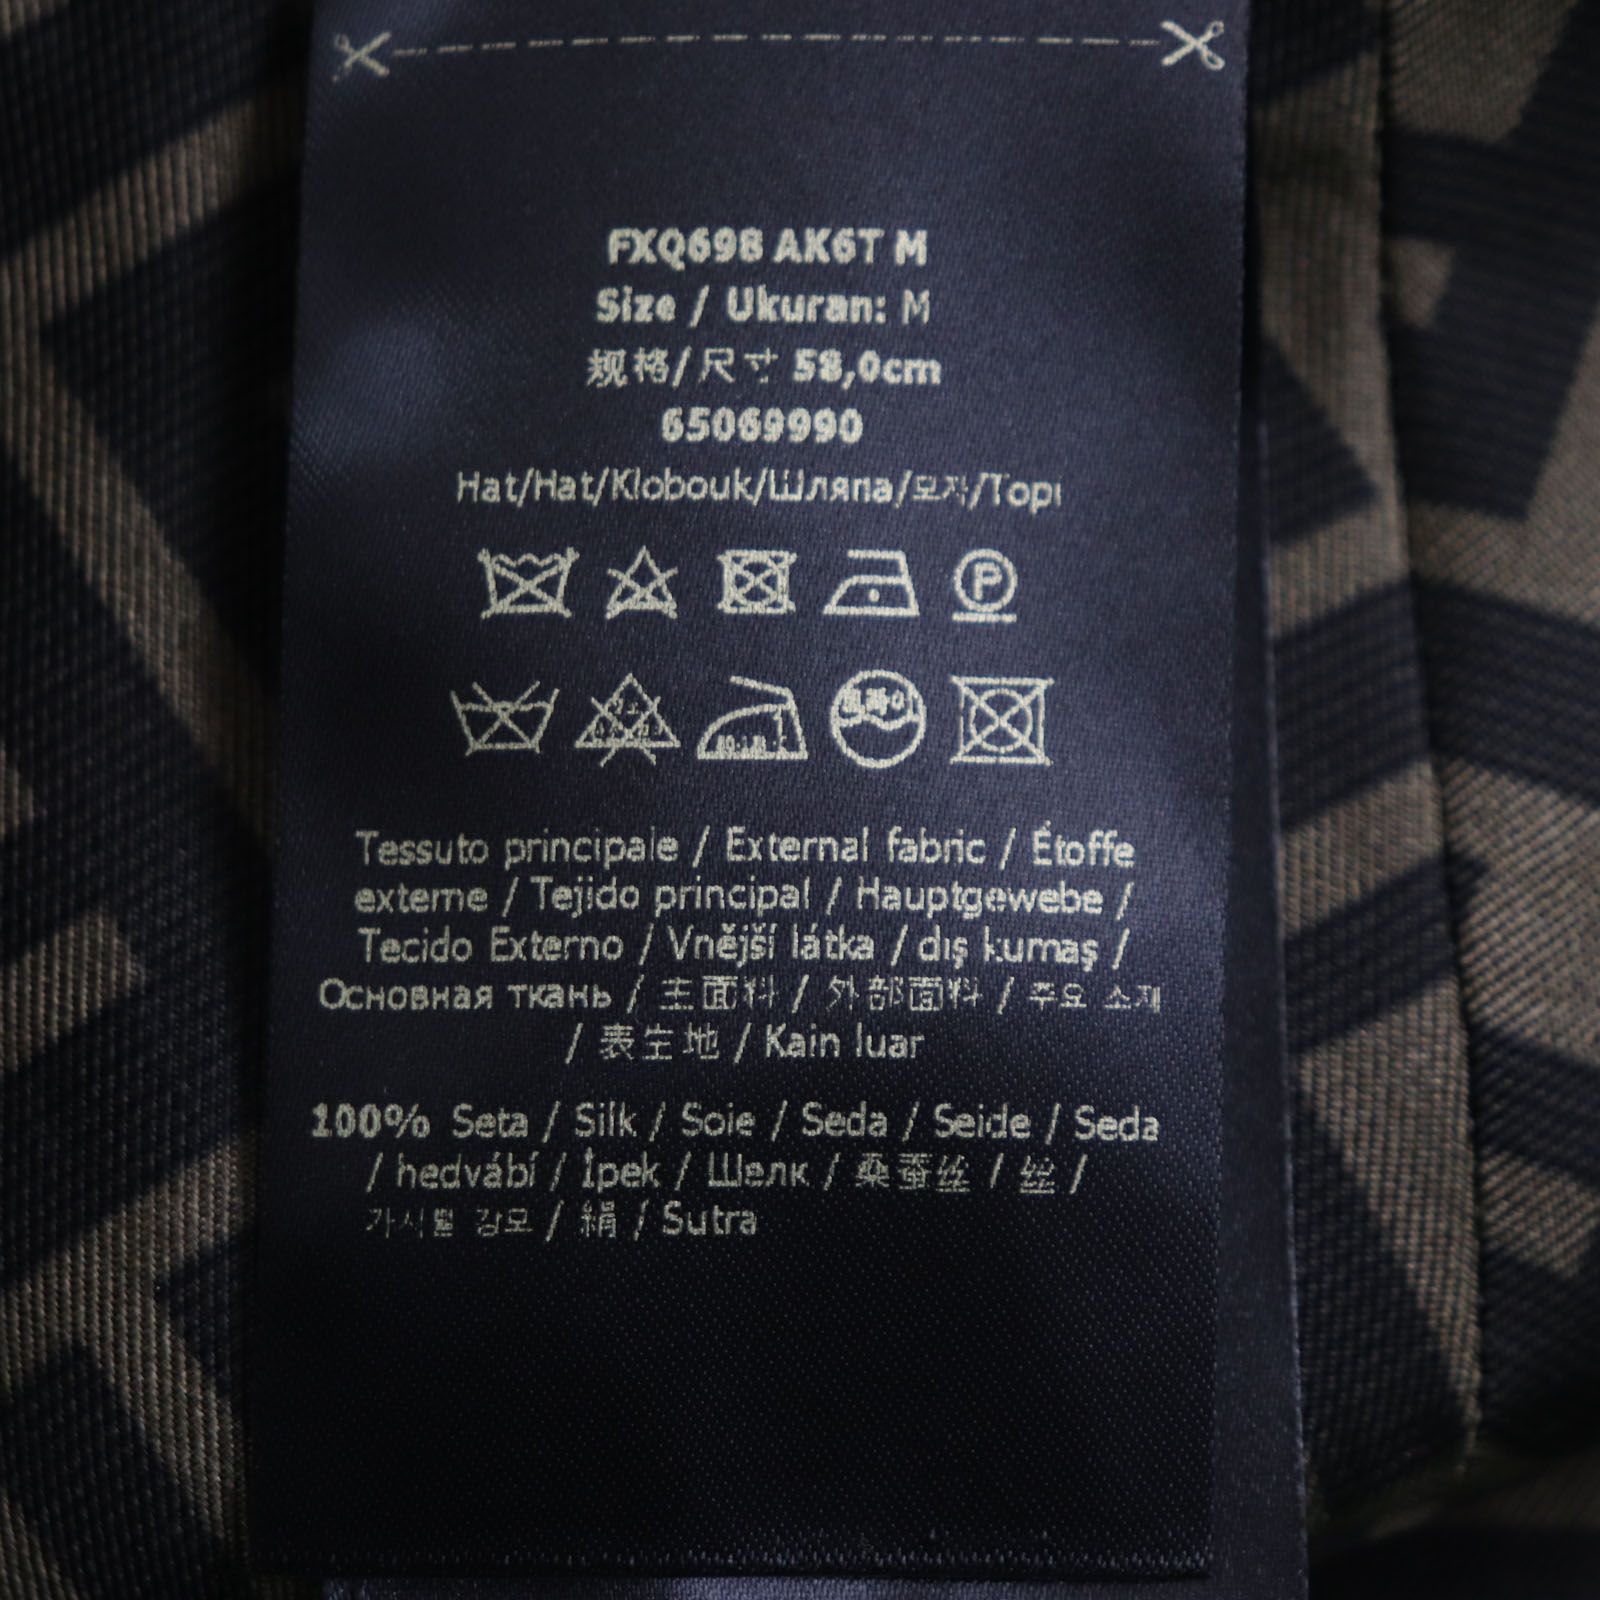 FXQ698 AK6T M
Size / Ukuran: M
规格/尺寸 58,0cm
65069990
Hat/Hat/Klobouk/Шляпа/모자/Topi
P
Tessuto principale / External fabric / Étoffe
externe / Tejido principal / Hauptgewebe /
Tecido Externo / Vnější látka / dış kumaş /
Основная ткань / 主面料 / 外部面料 / 주요 소재
/ 表生地 / Kain luar
100% Seta / Silk / Soie / Seda / Seide / Seda
/ hedvábí / İpek / Шелк / 桑蚕丝 / 丝 /
/ 絹 / Sutra